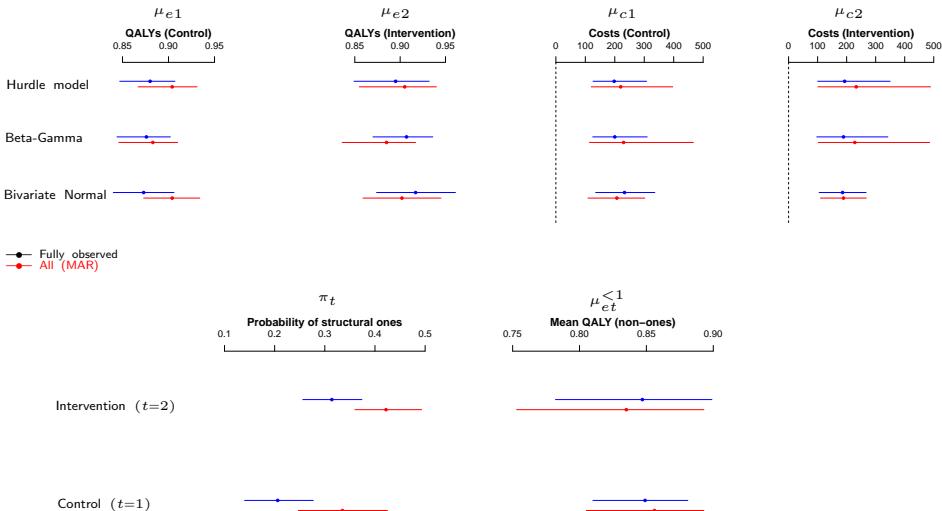 μe1 μe2 μc1 μc2
QALYs (Control) QALYs (Intervention) Costs (Control) Costs (Intervention)
0.85 0.90 0.95 0.85 0.90 0.95 0 100 200 300 400 500 0 100 200 300 400 500
Hurdle model
Beta-Gamma
Bivariate Normal
Fully observed
All (MAR)
πt μet<1
Probability of structural ones Mean QALY (non-ones)
0.1 0.2 0.3 0.4 0.5 0.75 0.80 0.85 0.90
Intervention (t=2)
Control (t=1)